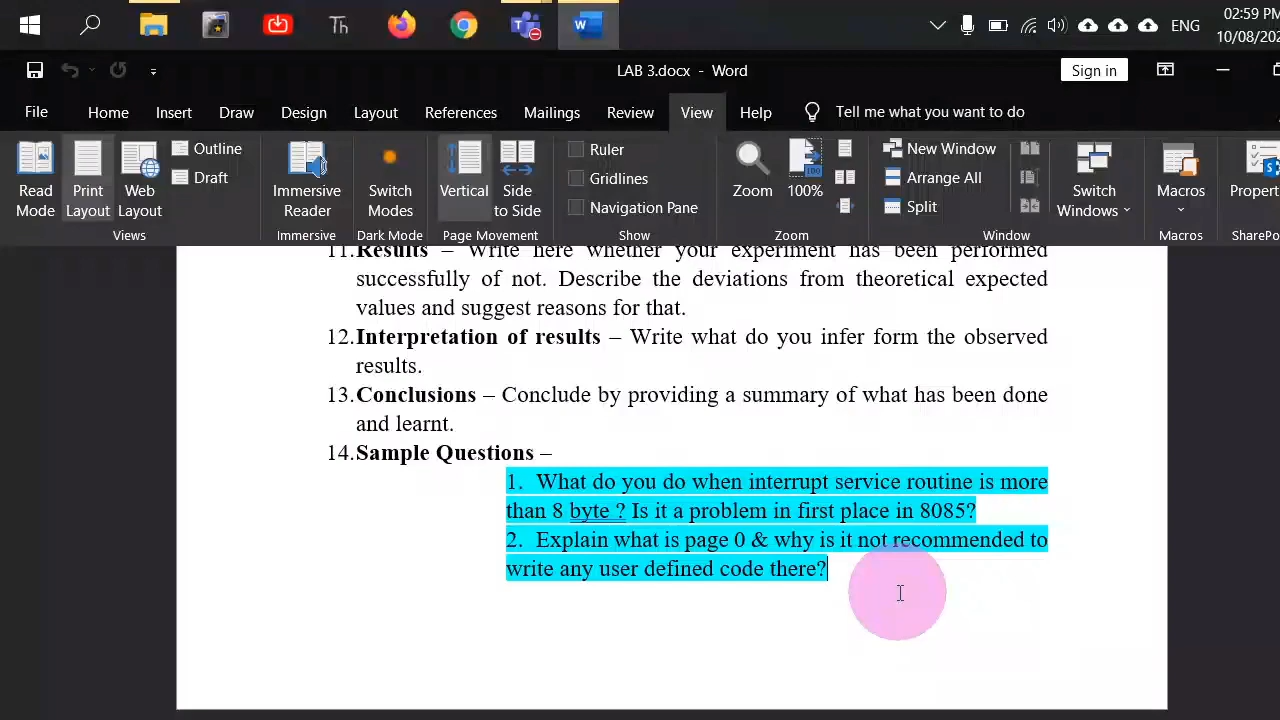 ENG
02:59 PM
10/08/202
LAB 3.docx - Word
Sign in
File Home Insert Draw Design Layout References Mailings Review View Help Tell me what you want to do
Read Mode
Print Layout
Web Layout
Outline
Draft
Views
Immersive Reader
Immersive
Switch Modes
Dark Mode
Vertical
Side to Side
Page Movement
Ruler
Gridlines
Navigation Pane
Show
Zoom
100%
Zoom
New Window
Arrange All
Split
Switch Windows
Window
Macros
Macros
Propert
SharePo
11. Results – Write here whether your experiment has been performed
successfully of not. Describe the deviations from theoretical expected
values and suggest reasons for that.
12. Interpretation of results – Write what do you infer form the observed
results.
13. Conclusions – Conclude by providing a summary of what has been done
and learnt.
14. Sample Questions –
1. What do you do when interrupt service routine is more
than 8 byte ? Is it a problem in first place in 8085?
2. Explain what is page 0 & why is it not recommended to
write any user defined code there?